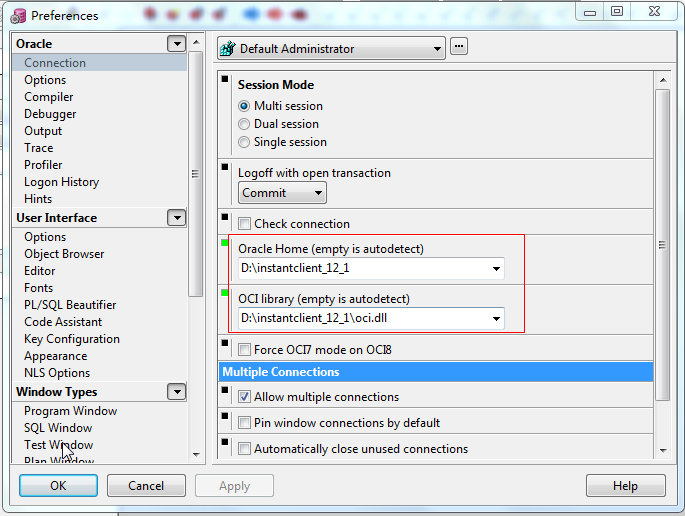 Preferences
Oracle
Connection
Options
Compiler
Debugger
Output
Trace
Profiler
Logon History
Hints
User Interface
Options
Object Browser
Editor
Fonts
PL/SQL Beautifier
Code Assistant
Key Configuration
Appearance
NLS Options
Window Types
Program Window
SQL Window
Test Window
Plan Window
Default Administrator
Session Mode
Multi session
Dual session
Single session
Logoff with open transaction
Commit
Check connection
Oracle Home (empty is autodetect)
D:\instantclient_12_1
OCI library (empty is autodetect)
D:\instantclient_12_1\oci.dll
Force OCI7 mode on OCI8
Multiple Connections
Allow multiple connections
Pin window connections by default
Automatically close unused connections
OK
Cancel
Apply
Help